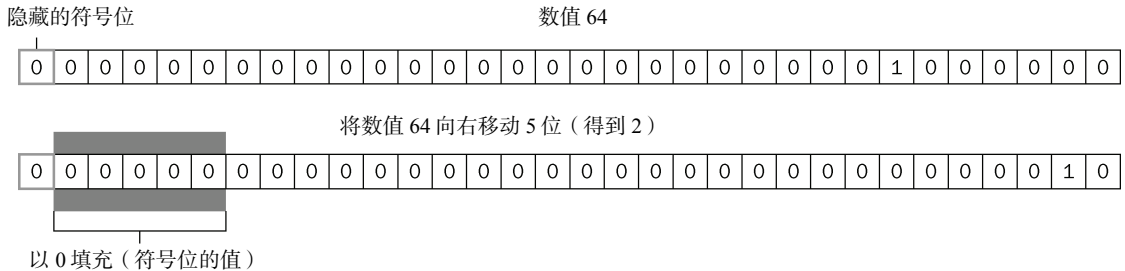 隐藏的符号位 数值 64
0 0 0 0 0 0 0 0 0 0 0 0 0 0 0 0 0 0 0 0 0 0 0 0 0 1 0 0 0 0 0 0
将数值 64 向右移动 5 位（得到 2）
0 0 0 0 0 0 0 0 0 0 0 0 0 0 0 0 0 0 0 0 0 0 0 0 0 0 0 0 0 0 1 0
以 0 填充（符号位的值）